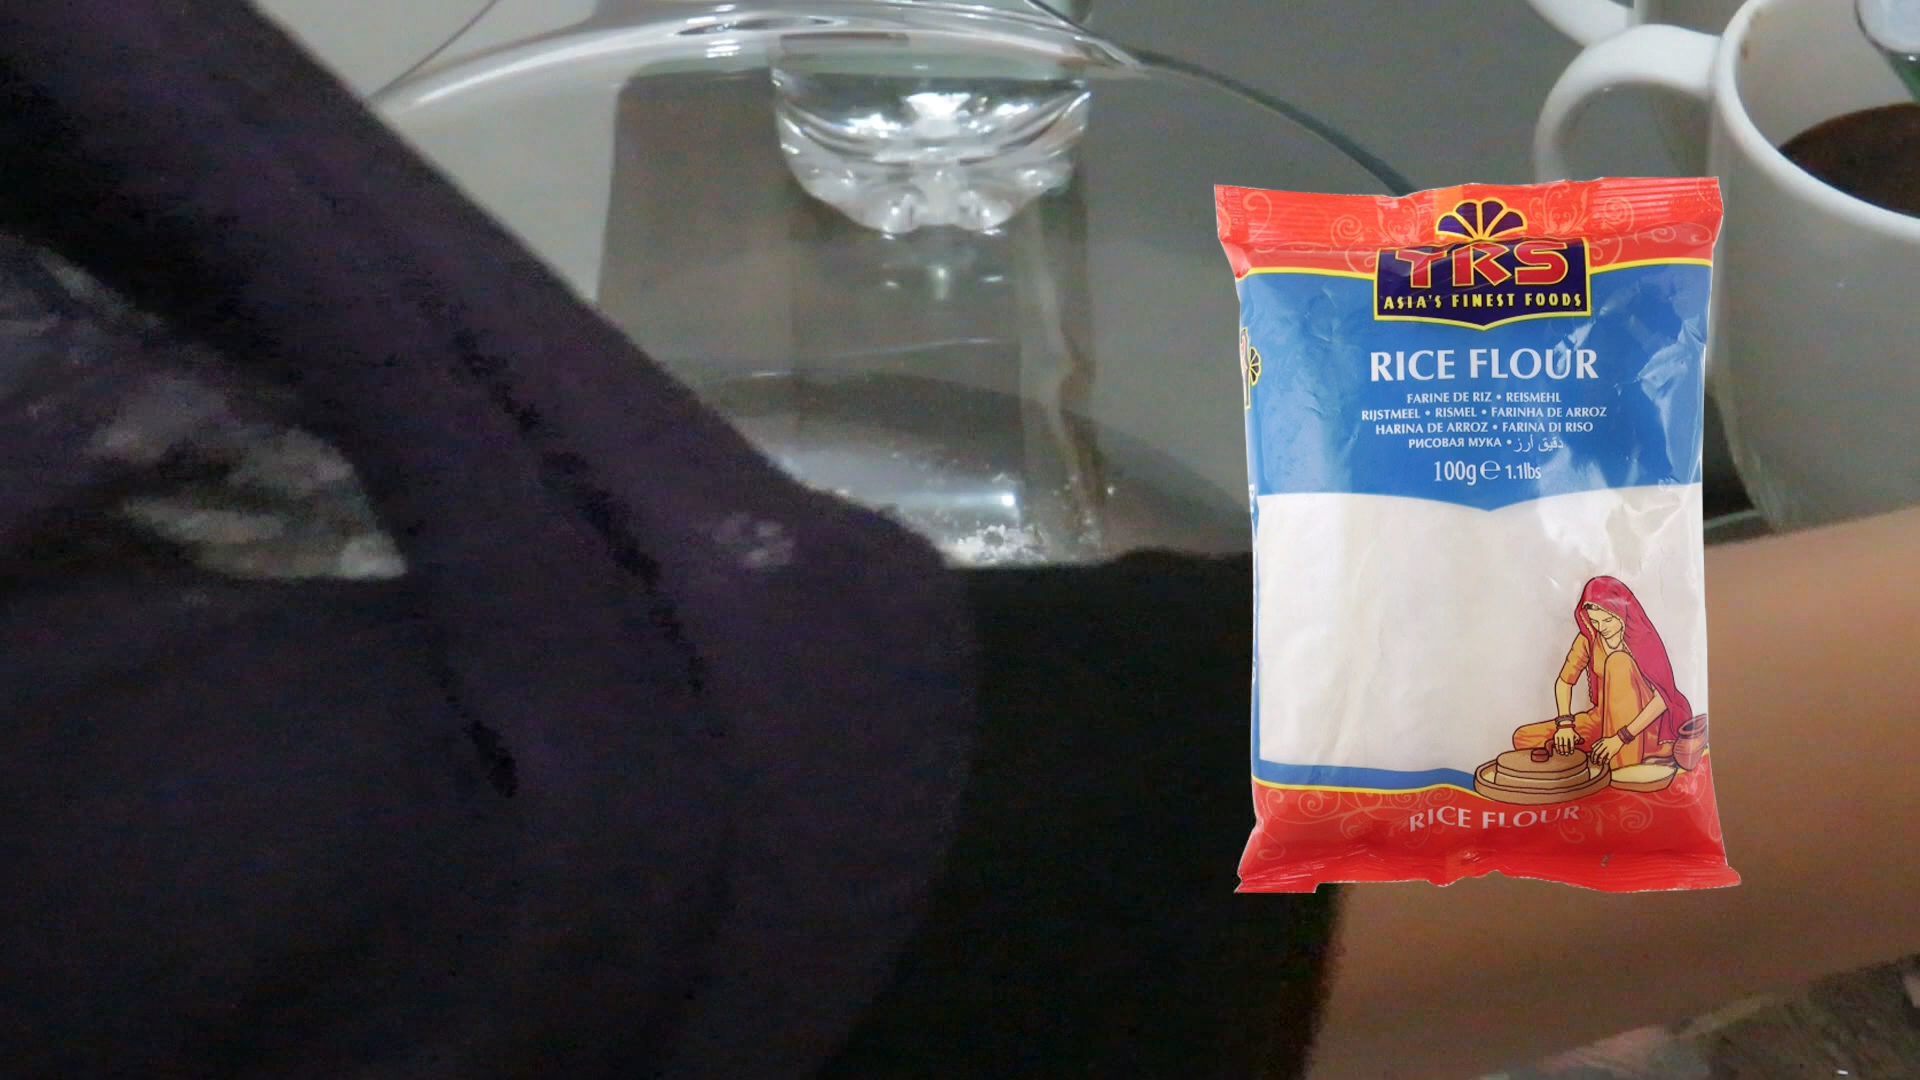 TRS
ASIA'S FINEST FOODS
RICE FLOUR
FARINE DE RIZ • REISMEHL
RIJSTMEEL • RISMEL • FARINHA DE ARROZ
HARINA DE ARROZ • FARINA DI RISO
РИСОВАЯ МУКА • دقيق أرز
100g℮ 1.1lbs
RICE FLOUR